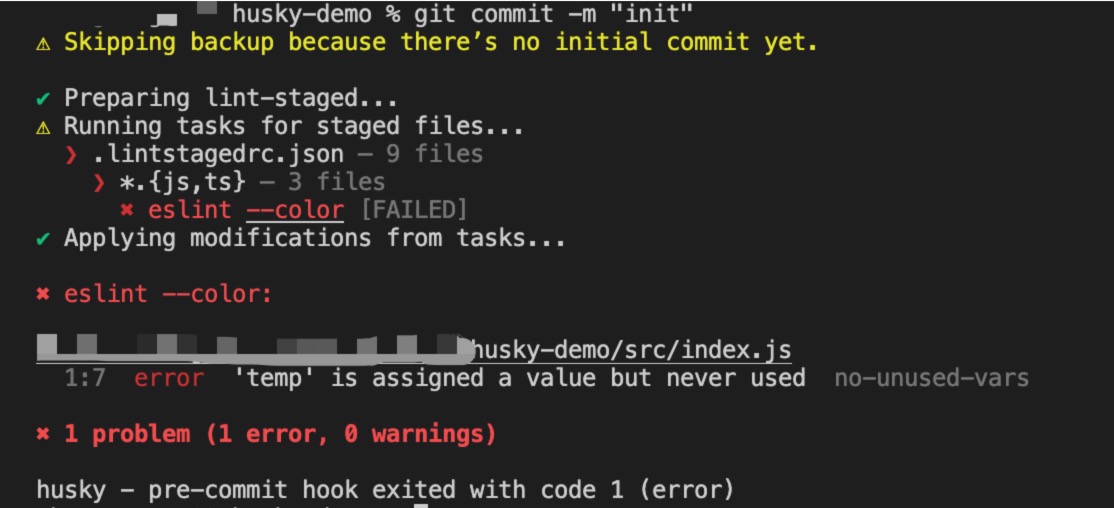 husky-demo % git commit -m "init"
⚠ Skipping backup because there’s no initial commit yet.
✔ Preparing lint-staged...
⚠ Running tasks for staged files...
❯ .lintstagedrc.json — 9 files
❯ *.{js,ts} — 3 files
✖ eslint --color [FAILED]
✔ Applying modifications from tasks...
✖ eslint --color:
husky-demo/src/index.js
1:7 error 'temp' is assigned a value but never used no-unused-vars
✖ 1 problem (1 error, 0 warnings)
husky - pre-commit hook exited with code 1 (error)